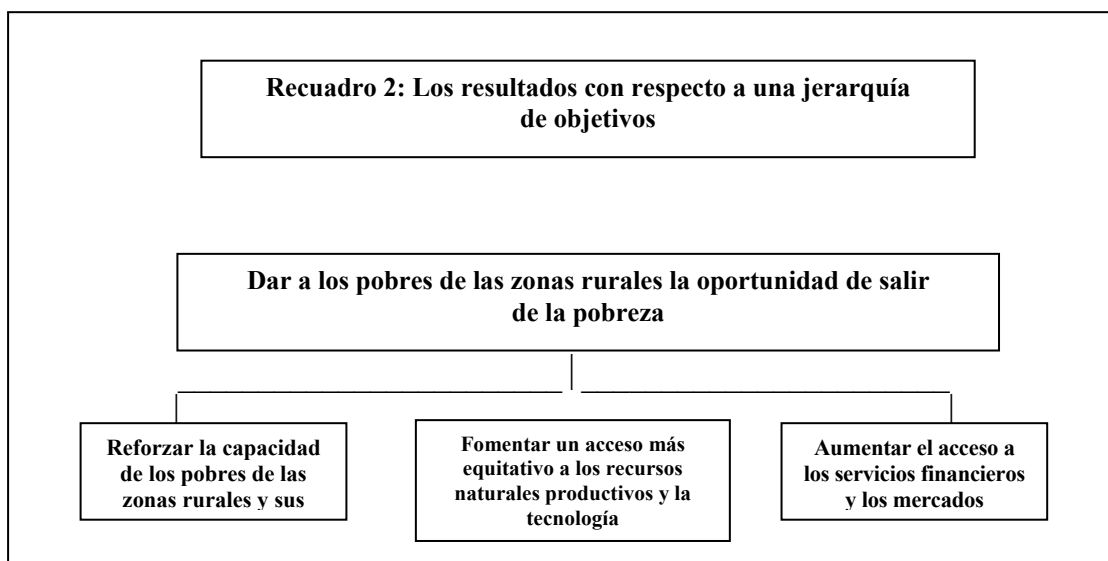 Recuadro 2: Los resultados con respecto a una jerarquía
de objetivos
Dar a los pobres de las zonas rurales la oportunidad de salir
de la pobreza
Reforzar la capacidad
de los pobres de las
zonas rurales y sus
Fomentar un acceso más
equitativo a los recursos
naturales productivos y la
tecnología
Aumentar el acceso a
los servicios financieros
y los mercados